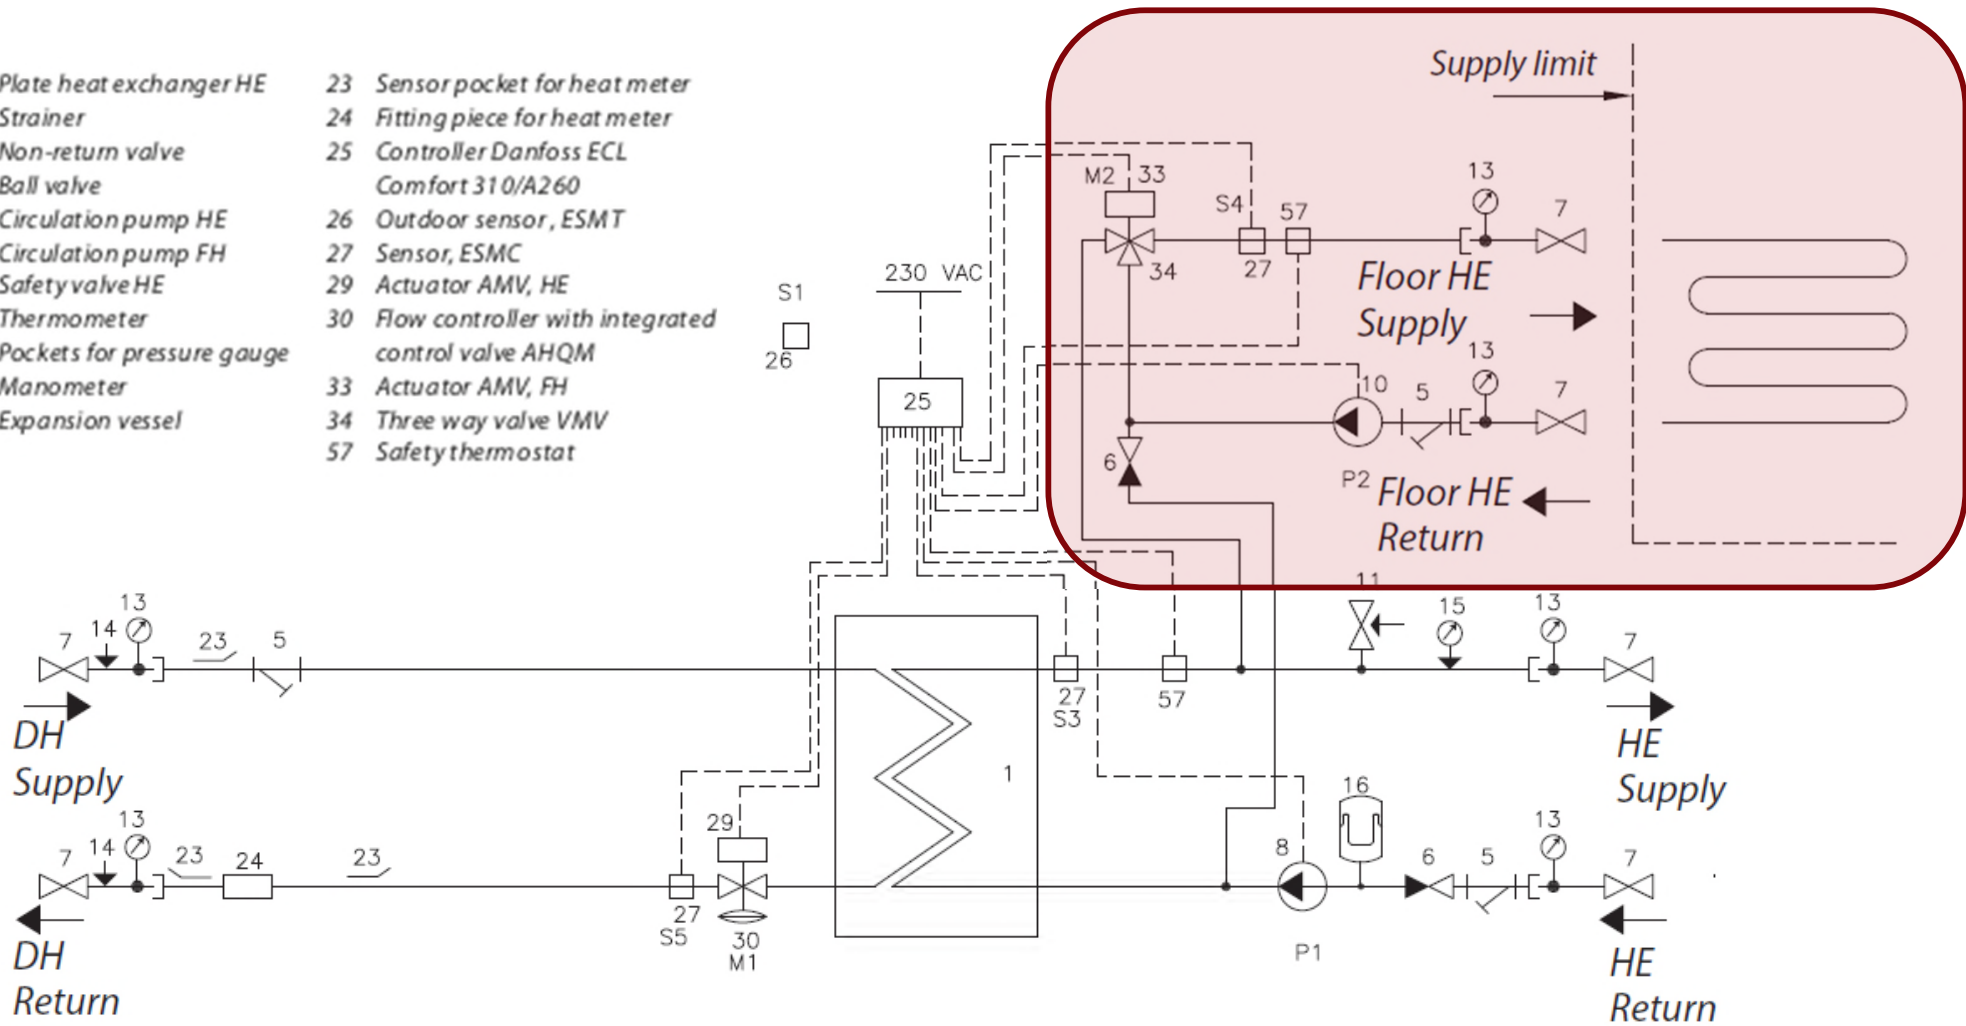 Plate heat exchanger HE
Strainer
Non-return valve
Ball valve
Circulation pump HE
Circulation pump FH
Safety valve HE
Thermometer
Pockets for pressure gauge
Manometer
Expansion vessel
23 Sensor pocket for heat meter
24 Fitting piece for heat meter
25 Controller Danfoss ECL
Comfort 310/A260
26 Outdoor sensor, ESMT
27 Sensor, ESMC
29 Actuator AMV, HE
30 Flow controller with integrated
control valve AHQM
33 Actuator AMV, FH
34 Three way valve VMV
57 Safety thermostat
Supply limit
M2 33
S4 57
13
7
34
27
Floor HE
Supply
230 VAC
S1
26
25
13
10
5
7
6
P2
Floor HE
Return
7
14
13
23
5
DH
Supply
27
S3
57
11
15
13
7
HE
Supply
1
7
14
13
23
24
23
29
27
S5
30
M1
DH
Return
8
16
6
5
13
7
P1
HE
Return